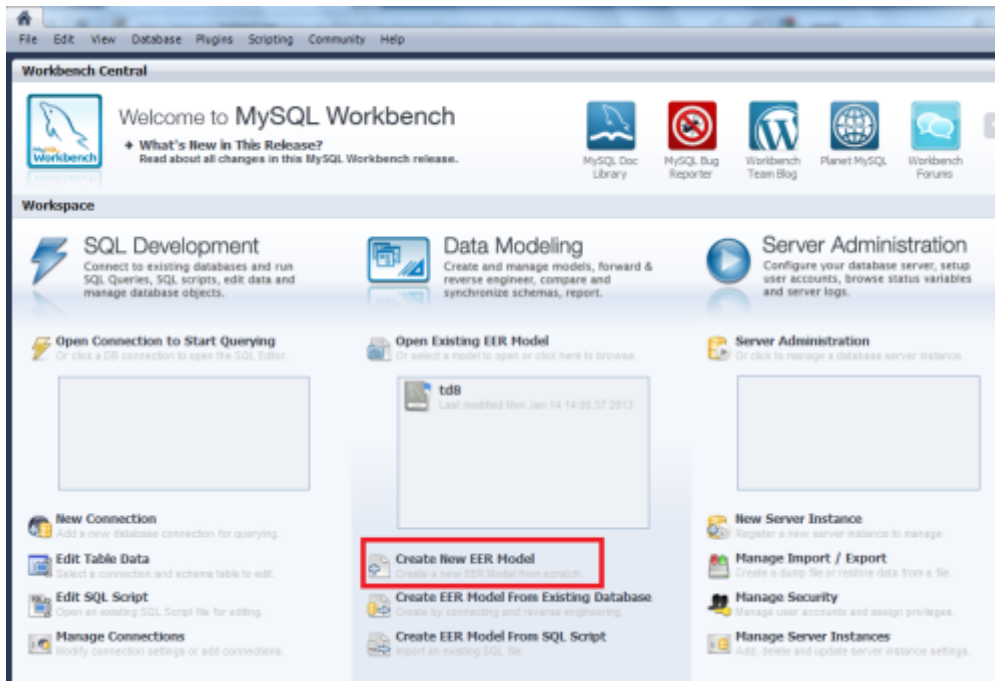 File Edit View Database Plugins Scripting Community Help
Workbench Central
Welcome to MySQL Workbench
What's New in This Release?
Read about all changes in this MySQL Workbench release.
MySQL
Workbench
MySQL Doc
Library
MySQL Bug
Reporter
Workbench
Team Blog
Planet MySQL
Workbench
Forums
Workspace
SQL Development
Connect to existing databases and run
SQL Queries, SQL scripts, edit data and
manage database objects.
Data Modeling
Create and manage models, forward &
reverse engineer, compare and
synchronize schemas, report.
Server Administration
Configure your database server, setup
user accounts, browse status variables
and server logs.
Open Connection to Start Querying
Or click a DB connection to open the SQL Editor.
Open Existing EER Model
Or select a model to open or click here to browse.
td8
Last modified Mon Jan 14 14:05:37 2013
Server Administration
Or click to manage a database server instance.
New Connection
Add a new database connection for querying.
Edit Table Data
Select a connection and schema table to edit.
Edit SQL Script
Open an existing SQL Script file for editing.
Manage Connections
Modify connection settings or add connections.
Create New EER Model
Create a new EER Model from scratch.
Create EER Model From Existing Database
Create by connecting and reverse engineering.
Create EER Model From SQL Script
Import an existing SQL file.
New Server Instance
Register a new server instance to manage.
Manage Import / Export
Create a dump file or restore data from a file.
Manage Security
Manage user accounts and assign privileges.
Manage Server Instances
Add, delete and update server instance settings.